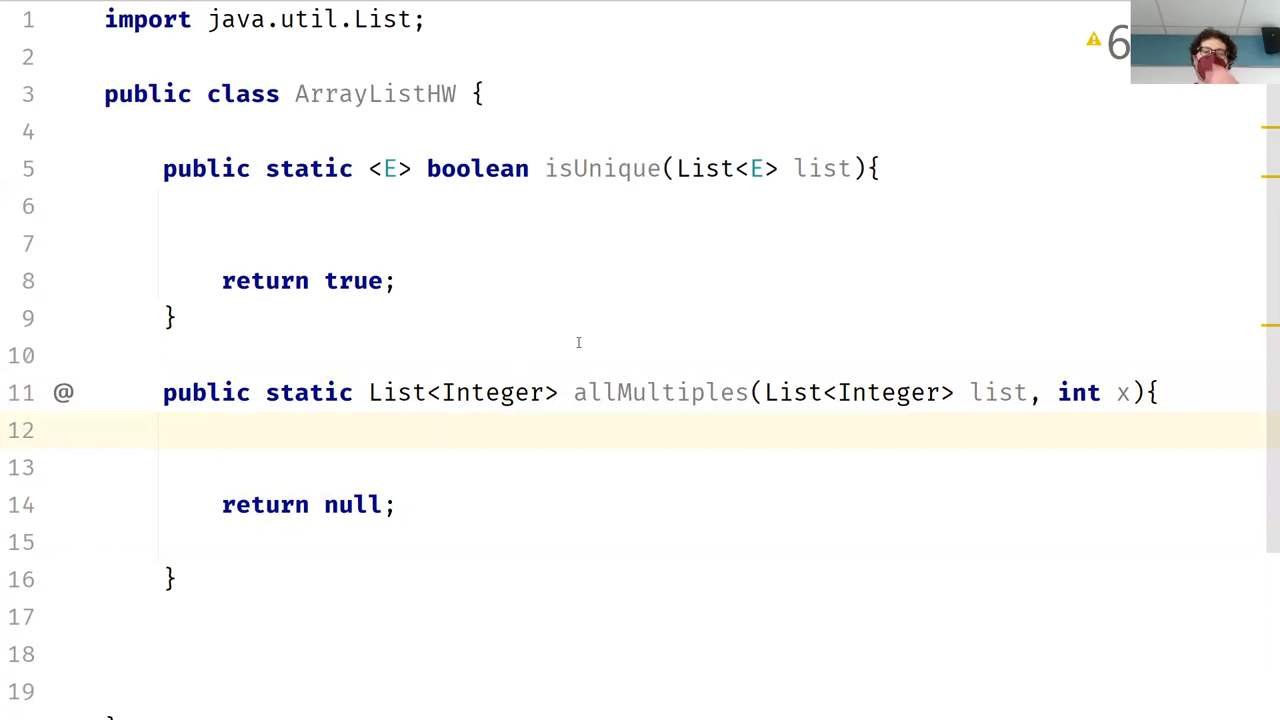 1 import java.util.List;
2
3 public class ArrayListHW {
4
5 public static <E> boolean isUnique(List<E> list){
6
7
8 return true;
9 }
10
11 @ public static List<Integer> allMultiples(List<Integer> list, int x){
12
13
14 return null;
15
16 }
17
18
19
6